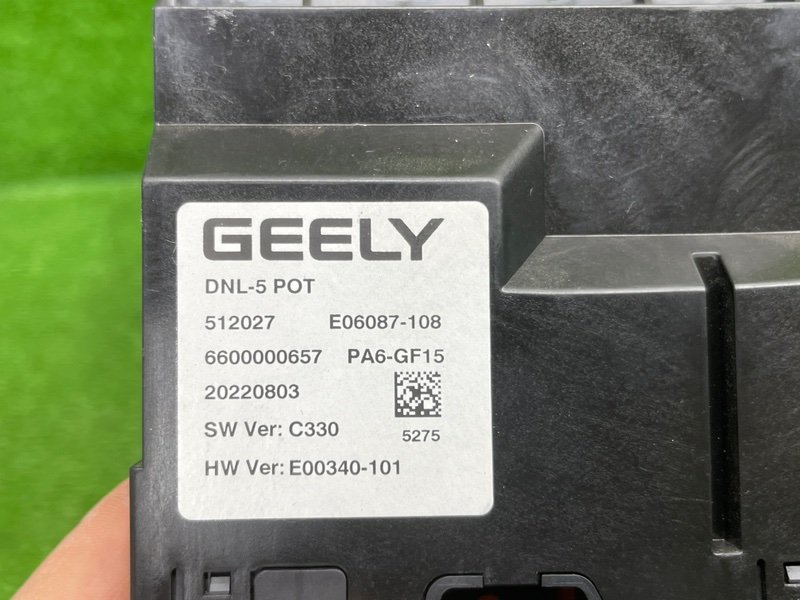 GEELY
DNL-5 POT
512027 E06087-108
6600000657 PA6-GF15
20220803
SW Ver: C330 5275
HW Ver: E00340-101